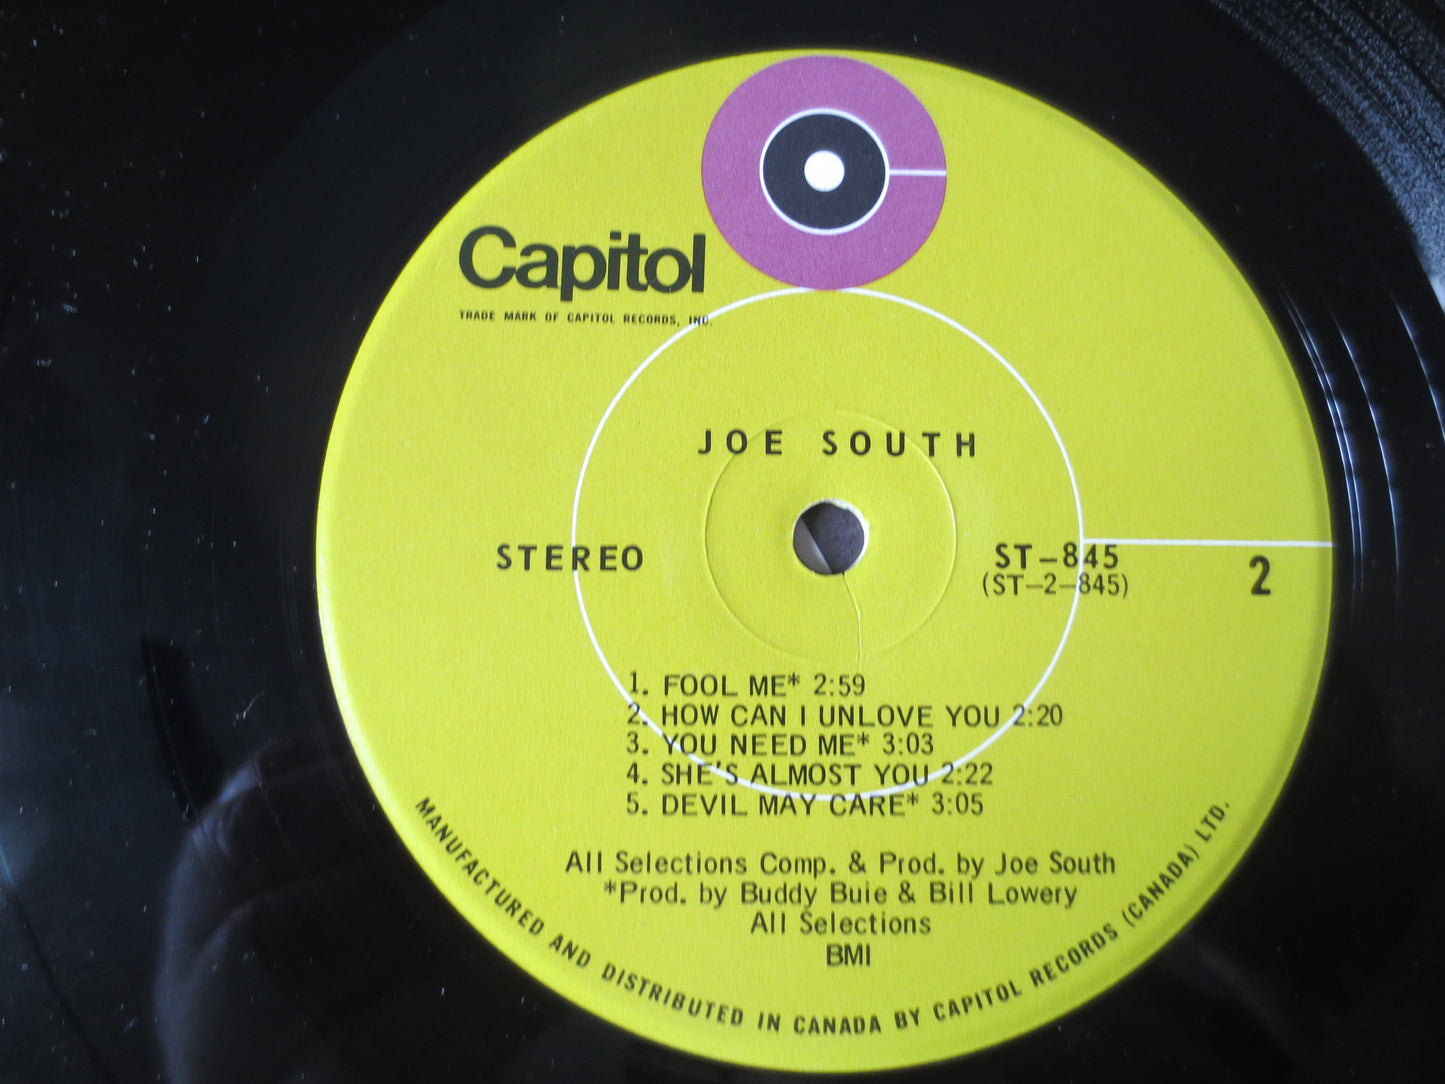 Capitol
TRADE MARK OF CAPITOL RECORDS, INC.
JOE SOUTH
STEREO
ST-845
(ST-2-845)
2
1. FOOL ME* 2:59
2. HOW CAN I UNLOVE YOU 2:20
3. YOU NEED ME* 3:03
4. SHE'S ALMOST YOU 2:22
5. DEVIL MAY CARE* 3:05
All Selections Comp. & Prod. by Joe South
*Prod. by Buddy Buie & Bill Lowery
All Selections
BMI
MANUFACTURED AND DISTRIBUTED IN CANADA BY CAPITOL RECORDS (CANADA) LTD.